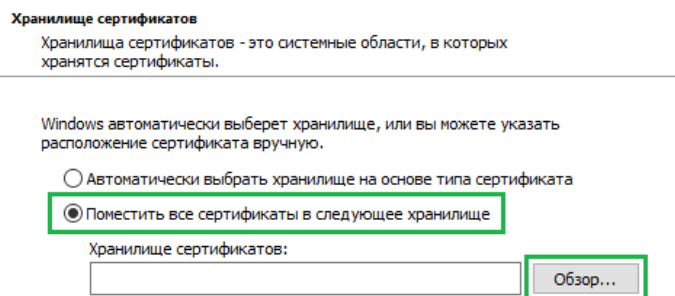 Хранилище сертификатов
Хранилища сертификатов - это системные области, в которых
хранятся сертификаты.
Windows автоматически выберет хранилище, или вы можете указать
расположение сертификата вручную.
Автоматически выбрать хранилище на основе типа сертификата
Поместить все сертификаты в следующее хранилище
Хранилище сертификатов:
Обзор...